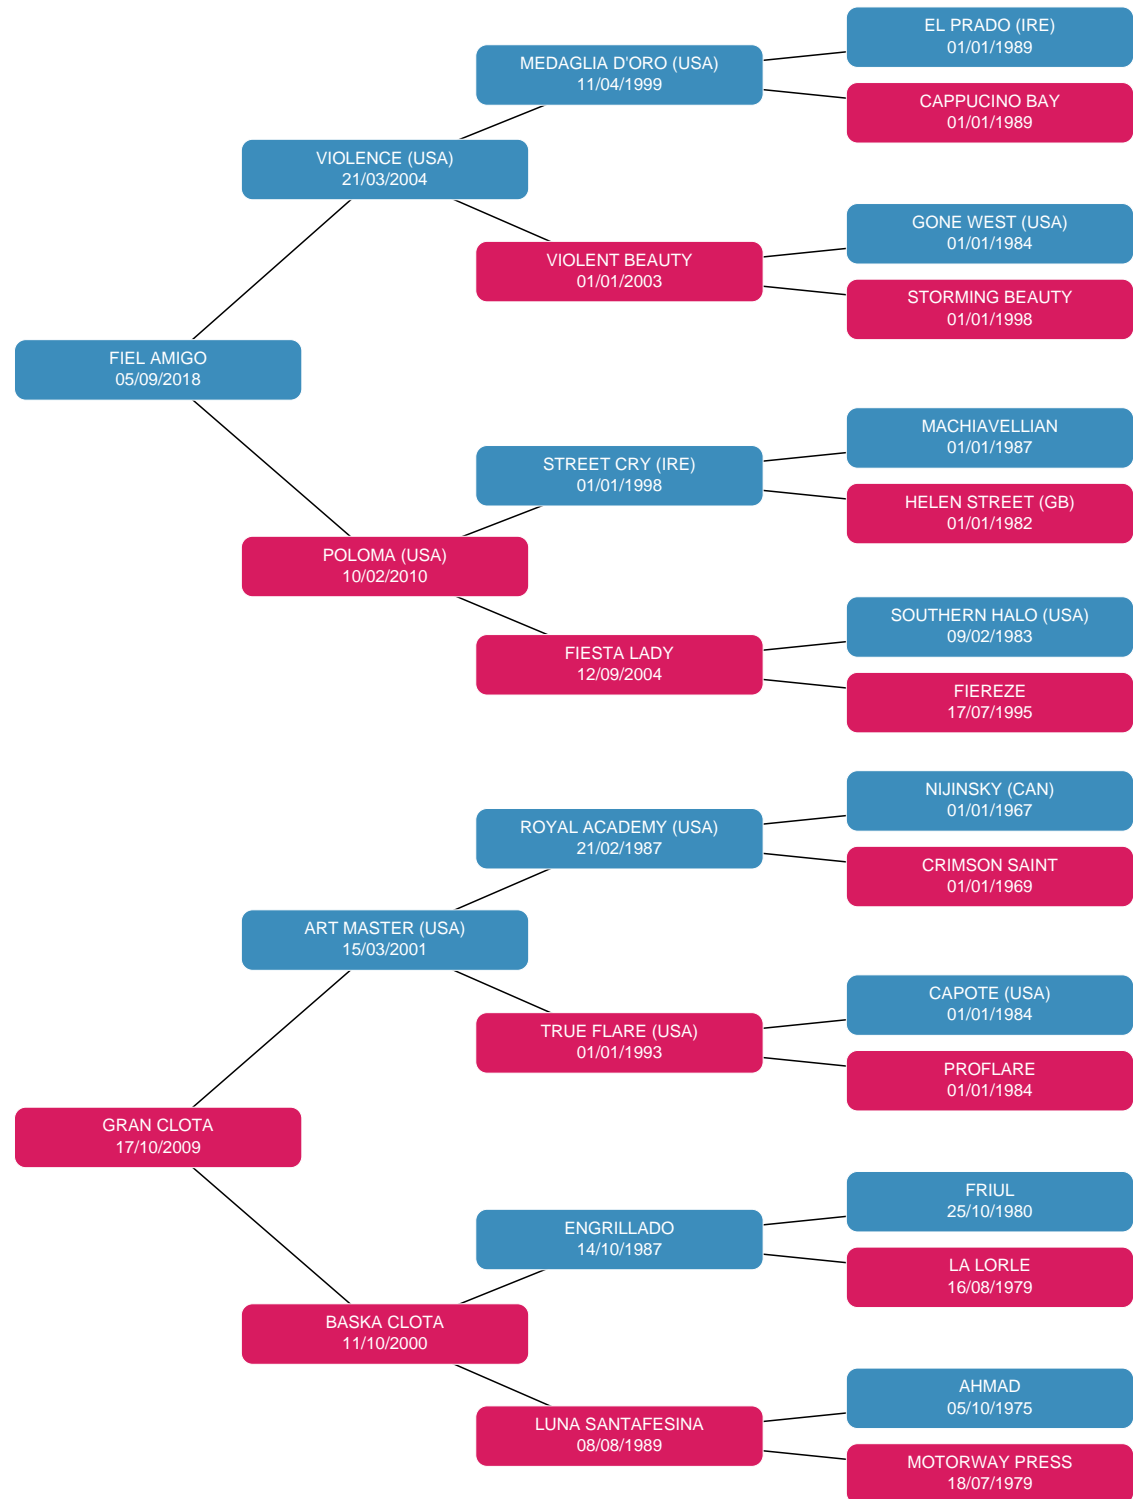 EL PRADO (IRE)
01/01/1989
MEDAGLIA D'ORO (USA)
11/04/1999
CAPPUCINO BAY
01/01/1989
VIOLENCE (USA)
21/03/2004
GONE WEST (USA)
01/01/1984
VIOLENT BEAUTY
01/01/2003
STORMING BEAUTY
01/01/1998
FIEL AMIGO
05/09/2018
MACHIAVELLIAN
01/01/1987
STREET CRY (IRE)
01/01/1998
HELEN STREET (GB)
01/01/1982
POLOMA (USA)
10/02/2010
SOUTHERN HALO (USA)
09/02/1983
FIESTA LADY
12/09/2004
FIEREZE
17/07/1995
NIJINSKY (CAN)
01/01/1967
ROYAL ACADEMY (USA)
21/02/1987
CRIMSON SAINT
01/01/1969
ART MASTER (USA)
15/03/2001
CAPOTE (USA)
01/01/1984
TRUE FLARE (USA)
01/01/1993
PROFLARE
01/01/1984
GRAN CLOTA
17/10/2009
FRIUL
25/10/1980
ENGRILLADO
14/10/1987
LA LORLE
16/08/1979
BASKA CLOTA
11/10/2000
AHMAD
05/10/1975
LUNA SANTAFESINA
08/08/1989
MOTORWAY PRESS
18/07/1979